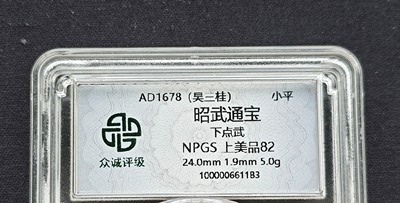 AD1678（吴三桂） 小平
昭武通宝
下点武
NPGS 上美品82
24.0mm 1.9mm 5.0g
100000661183
众诚评级